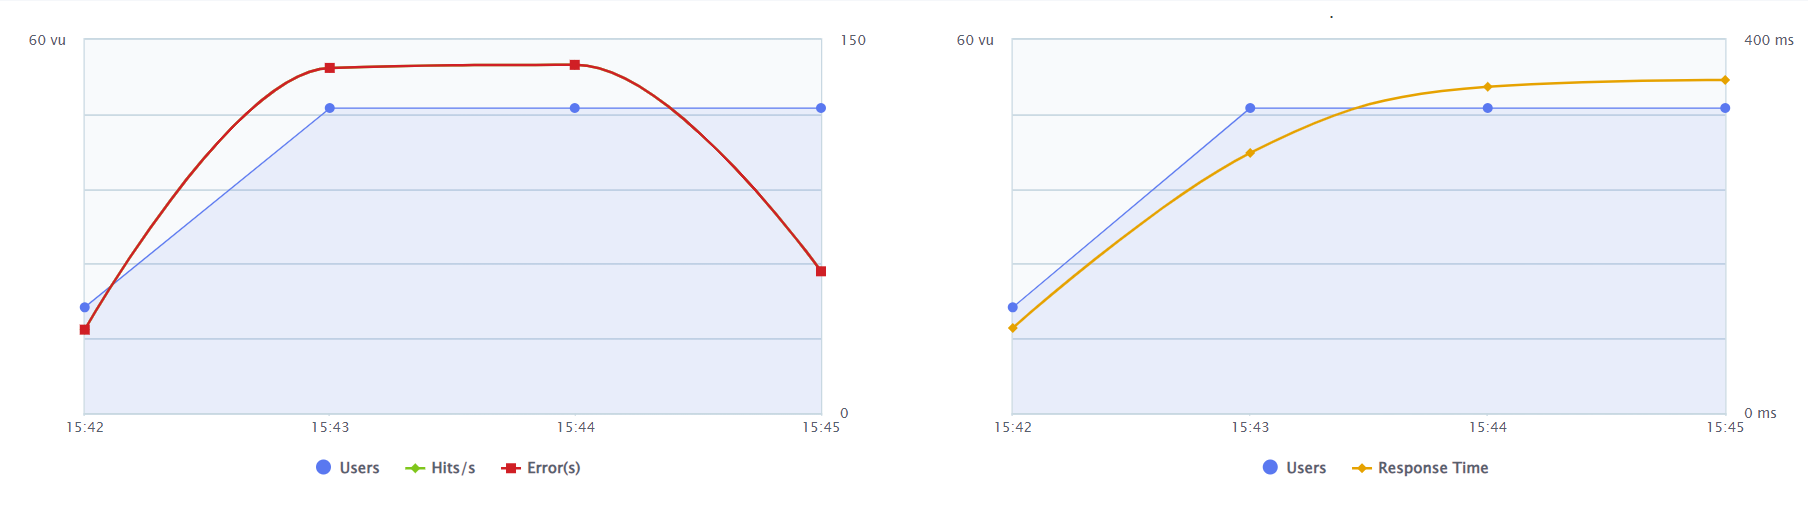 60 vu
150
0
15:42
15:43
15:44
15:45
Users
Hits/s
Error(s)
60 vu
400 ms
0 ms
15:42
15:43
15:44
15:45
Users
Response Time